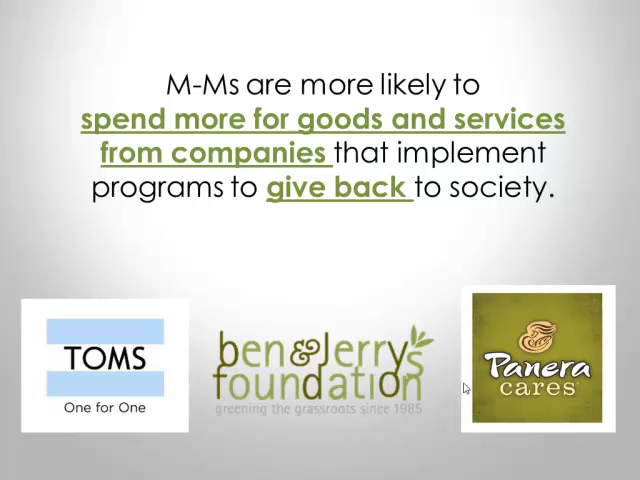 M-Ms are more likely to
spend more for goods and services
from companies that implement
programs to give back to society.
TOMS
One for One
ben & Jerry's
foundation
greening the grassroots since 1985
Panera
cares